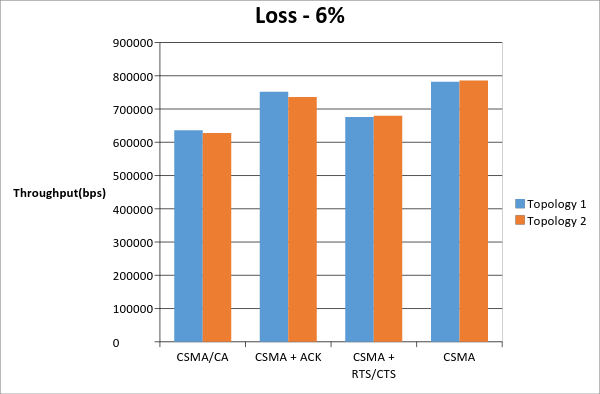 Loss - 6%
900000
800000
700000
600000
500000
400000
300000
200000
100000
0
Throughput(bps)
CSMA/CA
CSMA + ACK
CSMA +
RTS/CTS
CSMA
Topology 1
Topology 2